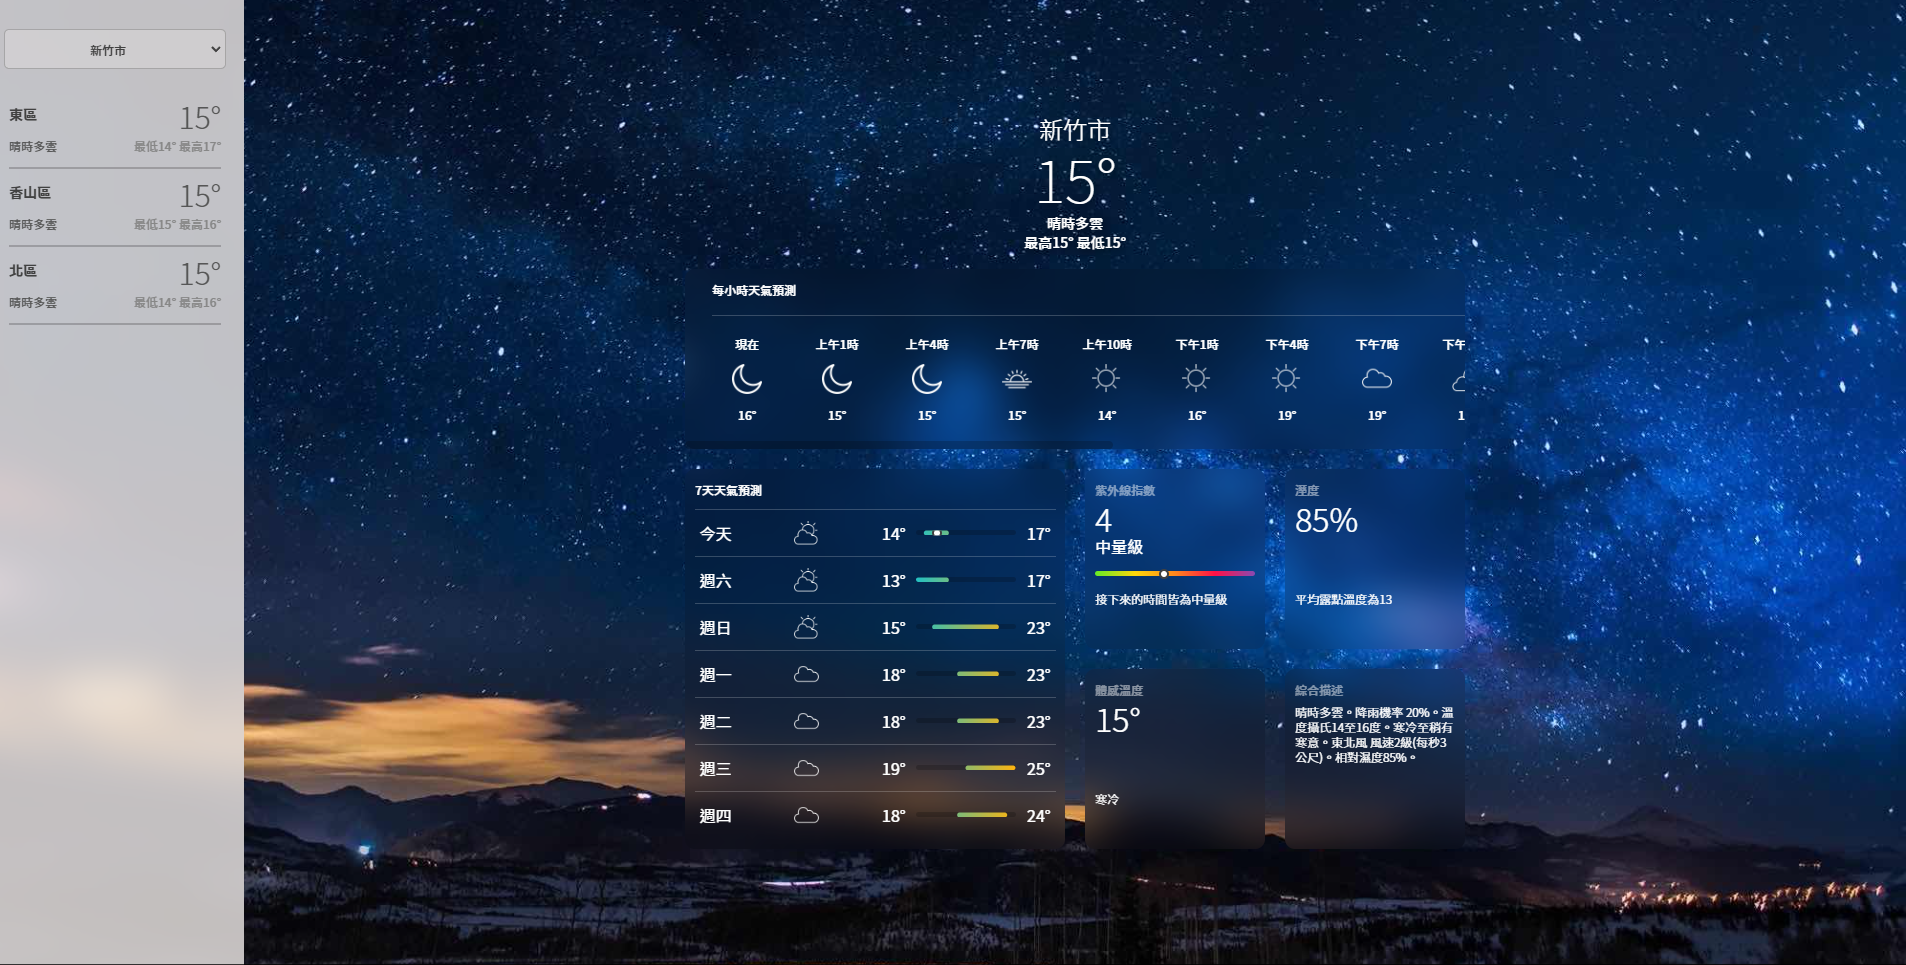 新竹市
東區
15°
晴時多雲
最低14° 最高17°
香山區
15°
晴時多雲
最低15° 最高16°
北區
15°
晴時多雲
最低14° 最高16°
新竹市
15°
晴時多雲
最高15° 最低15°
每小時天氣預測
現在 上午1時 上午4時 上午7時 上午10時 下午1時 下午4時 下午7時 下午
16° 15° 15° 15° 14° 16° 19° 19° 1
7天天氣預測
今天 14° 17°
週六 13° 17°
週日 15° 23°
週一 18° 23°
週二 18° 23°
週三 19° 25°
週四 18° 24°
紫外線指數
4
中量級
接下來的時間皆為中量級
溼度
85%
平均露點溫度為13
體感溫度
15°
寒冷
綜合描述
晴時多雲。降雨機率 20%。溫
度攝氏14至16度。寒冷至稍有
寒意。東北風 風速2級(每秒3
公尺)。相對濕度85%。